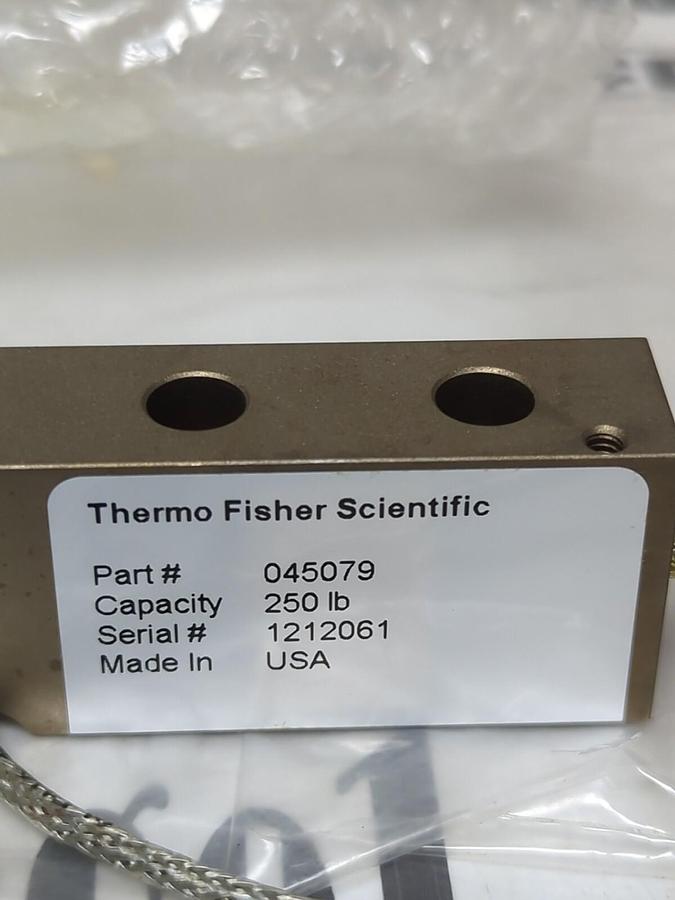 Thermo Fisher Scientific
Part # 045079
Capacity 250 lb
Serial # 1212061
Made In USA